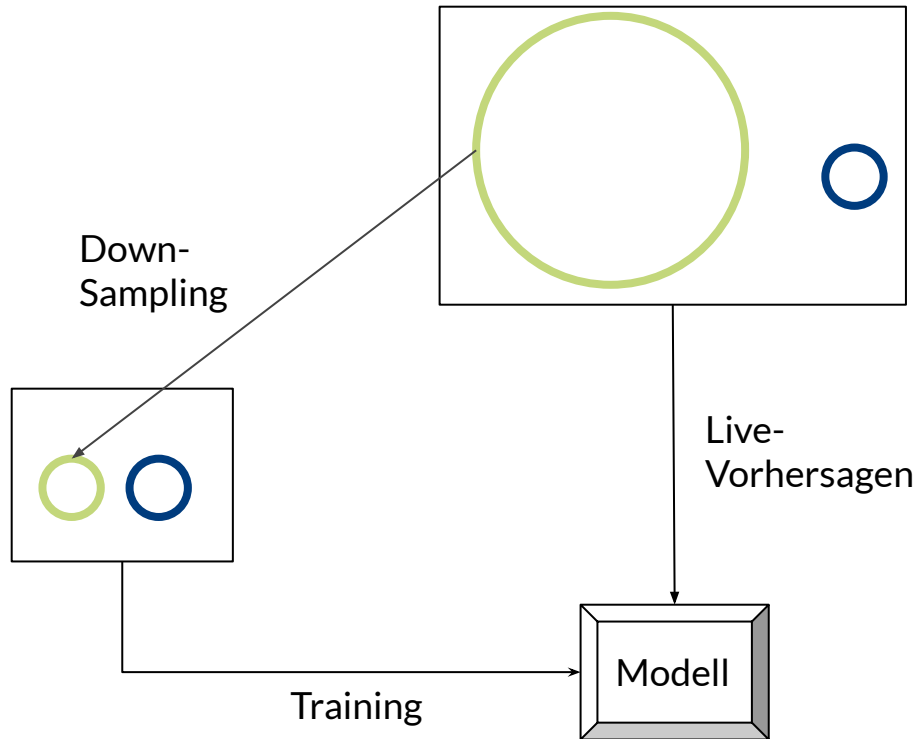 Down-
Sampling
Live-
Vorhersagen
Training
Modell